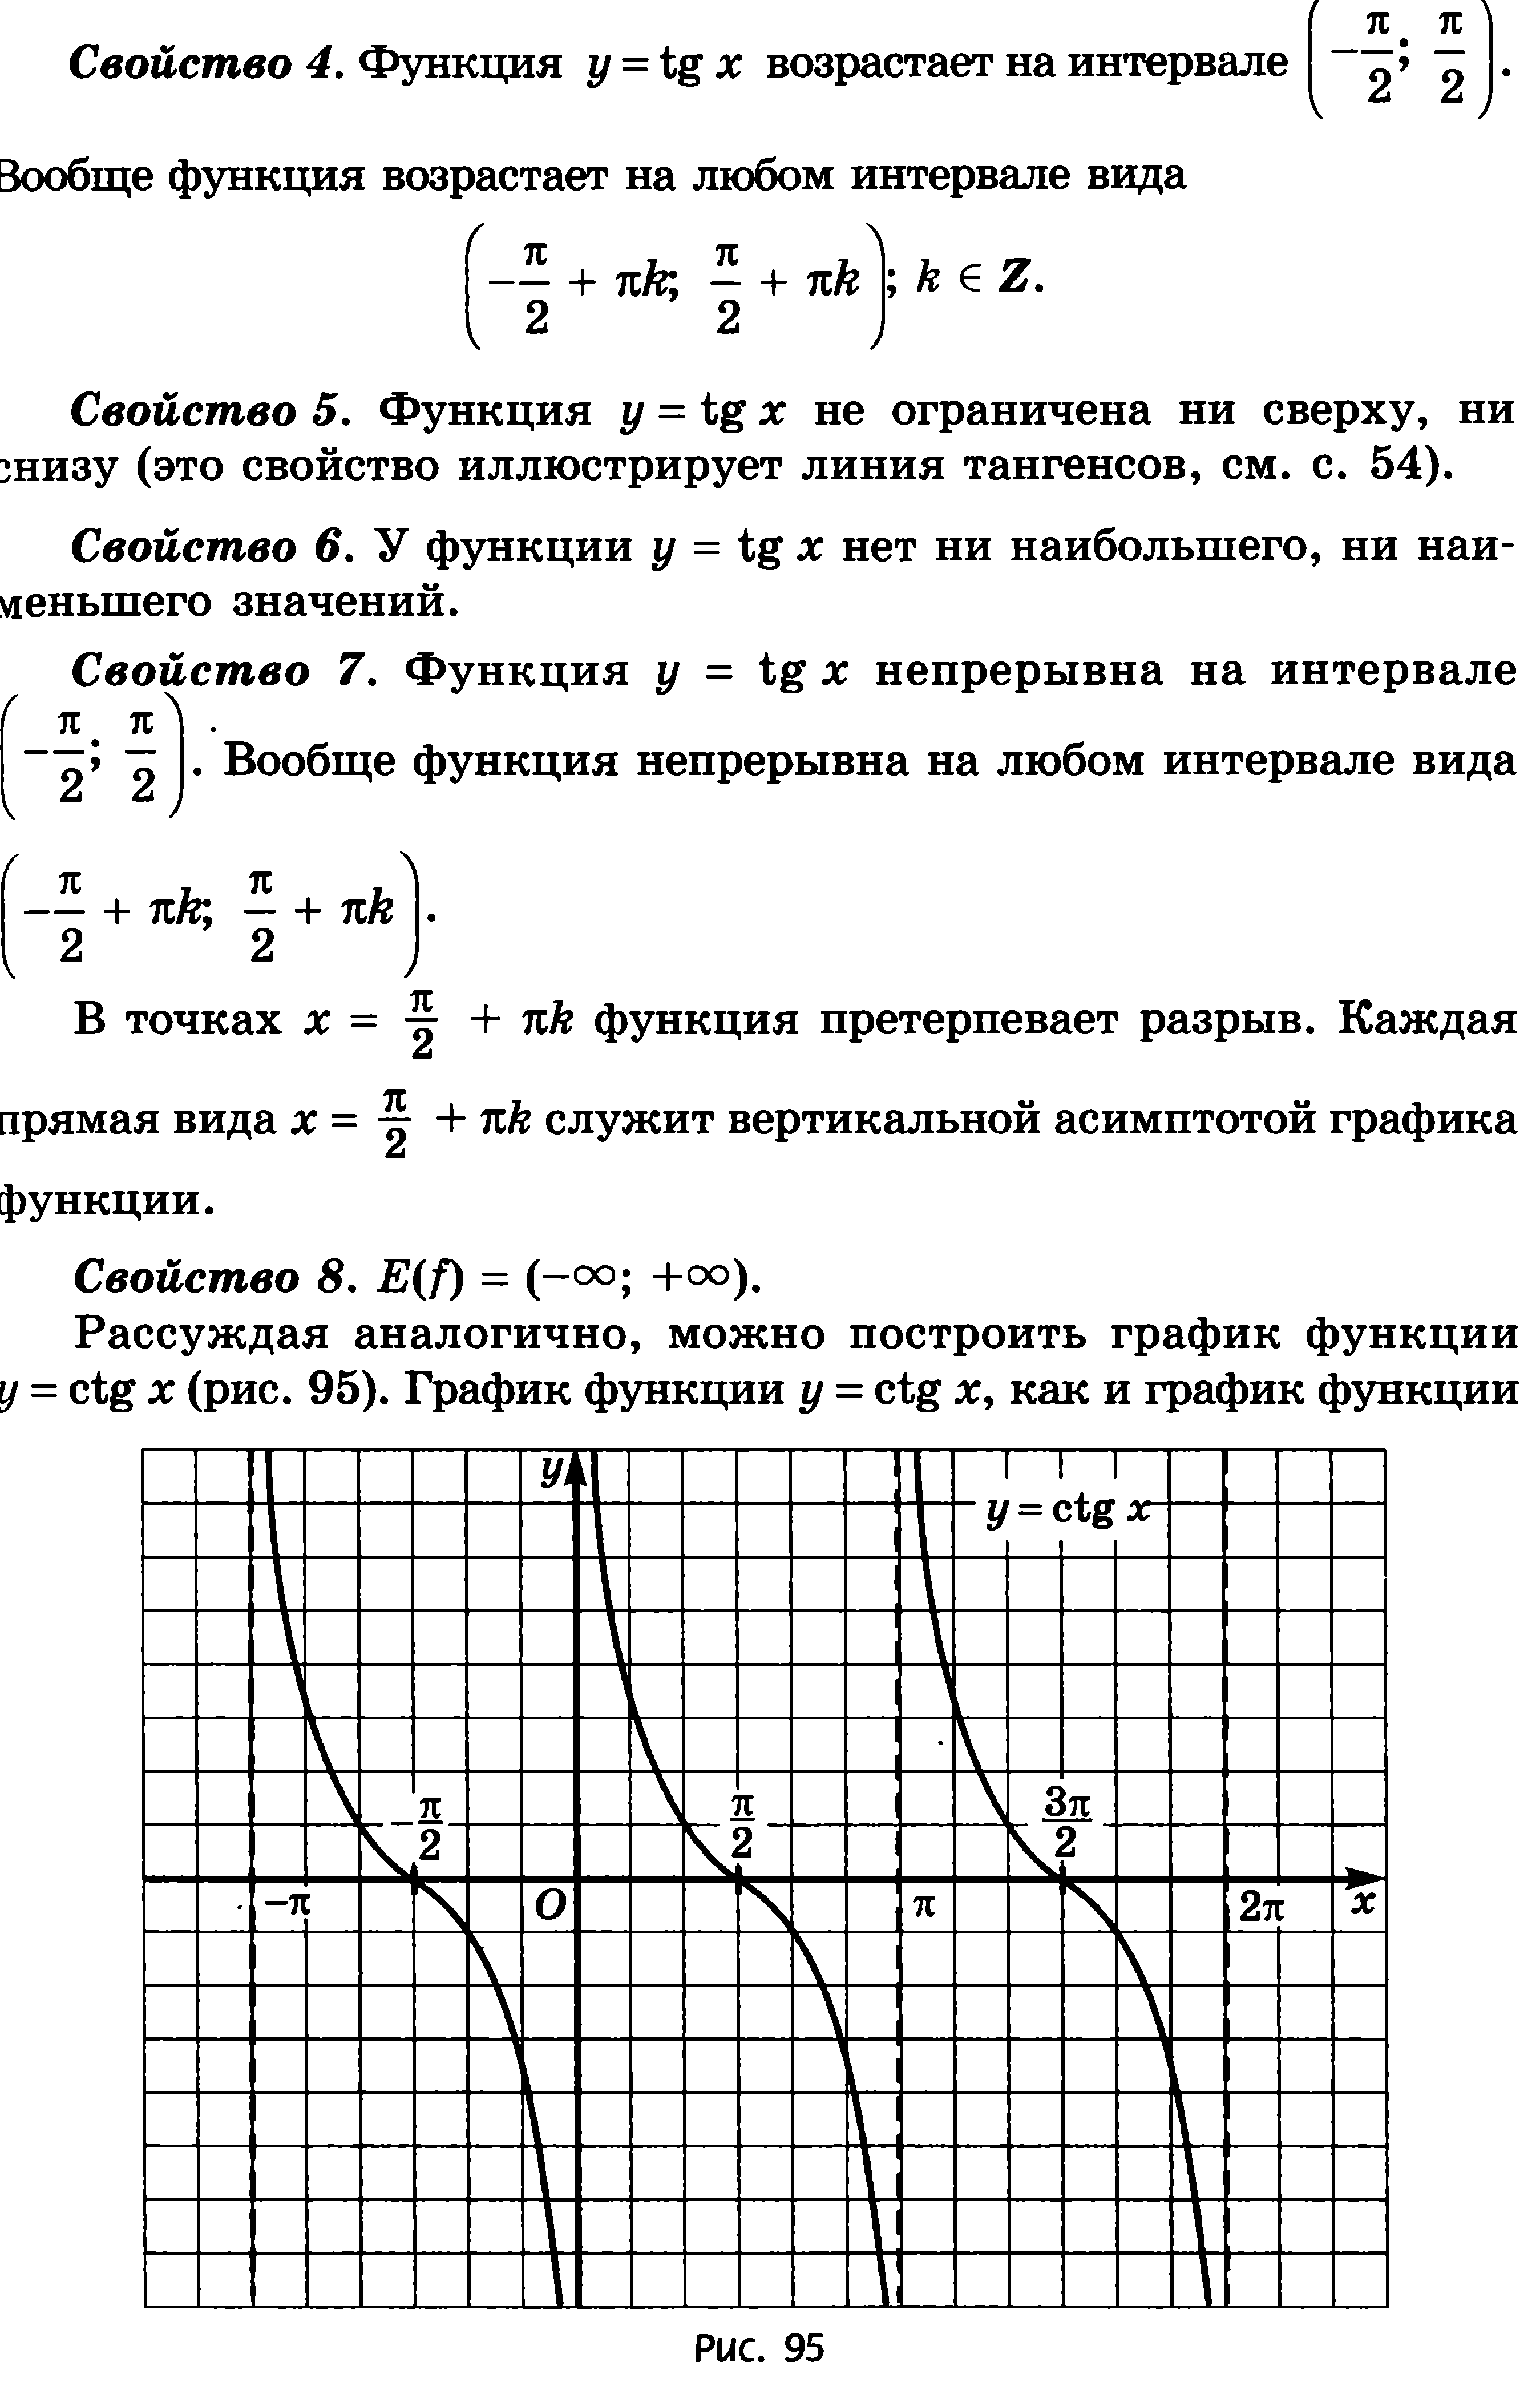 Свойство 4. Функция y = tg x возрастает на интервале (−π/2; π/2).
Вообще функция возрастает на любом интервале вида
(−π/2 + πk; π/2 + πk); k ∈ Z.
Свойство 5. Функция y = tg x не ограничена ни сверху, ни
снизу (это свойство иллюстрирует линия тангенсов, см. с. 54).
Свойство 6. У функции y = tg x нет ни наибольшего, ни наи-
меньшего значений.
Свойство 7. Функция y = tg x непрерывна на интервале
(−π/2; π/2). Вообще функция непрерывна на любом интервале вида
(−π/2 + πk; π/2 + πk).
В точках x = π/2 + πk функция претерпевает разрыв. Каждая
прямая вида x = π/2 + πk служит вертикальной асимптотой графика
функции.
Свойство 8. E(f) = (−∞; +∞).
Рассуждая аналогично, можно построить график функции
y = ctg x (рис. 95). График функции y = ctg x, как и график функции
y
y = ctg x
−π/2
π/2
3π/2
−π
O
π
2π
x
Рис. 95